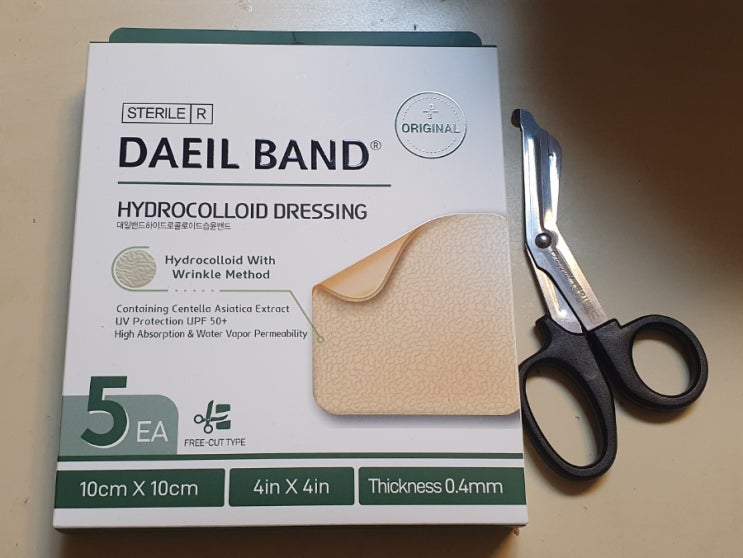 STERILE R
ORIGINAL
DAEIL BAND®
HYDROCOLLOID DRESSING
대일밴드하이드로콜로이드습윤밴드
Hydrocolloid With
Wrinkle Method
Containing Centella Asiatica Extract
UV Protection UPF 50+
High Absorption & Water Vapor Permeability
5 EA
FREE-CUT TYPE
10cm X 10cm
4in X 4in
Thickness 0.4mm